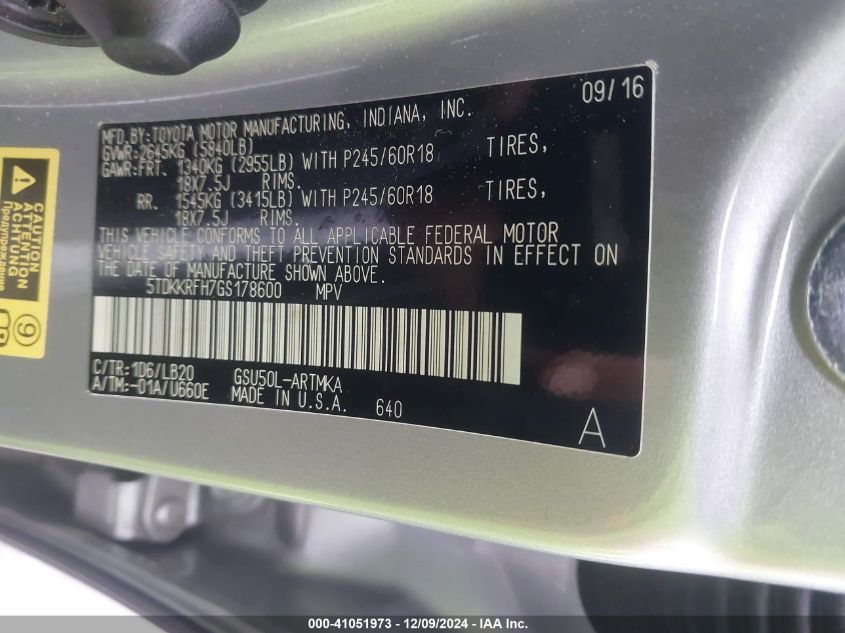 09/16
MFD.BY:TOYOTA MOTOR MANUFACTURING, INDIANA, INC.
GVWR:2645KG (5840LB)
GAWR:FRT. 1340KG (2955LB) WITH P245/60R18 TIRES,
18X7.5J RIMS.
RR. 1545KG (3415LB) WITH P245/60R18 TIRES,
18X7.5J RIMS.
THIS VEHICLE CONFORMS TO ALL APPLICABLE FEDERAL MOTOR
VEHICLE SAFETY AND THEFT PREVENTION STANDARDS IN EFFECT ON
THE DATE OF MANUFACTURE SHOWN ABOVE.
5TDKKRFH7GS178600 MPV
C/TR:1D6/LB20 GSU50L-ARTMKA
A/TM:-01A/U660E MADE IN U.S.A. 640
A
CAUTION
ATTENTION
ACHTUNG
Предупреждение
9
000-41051973 - 12/09/2024 - IAA Inc.